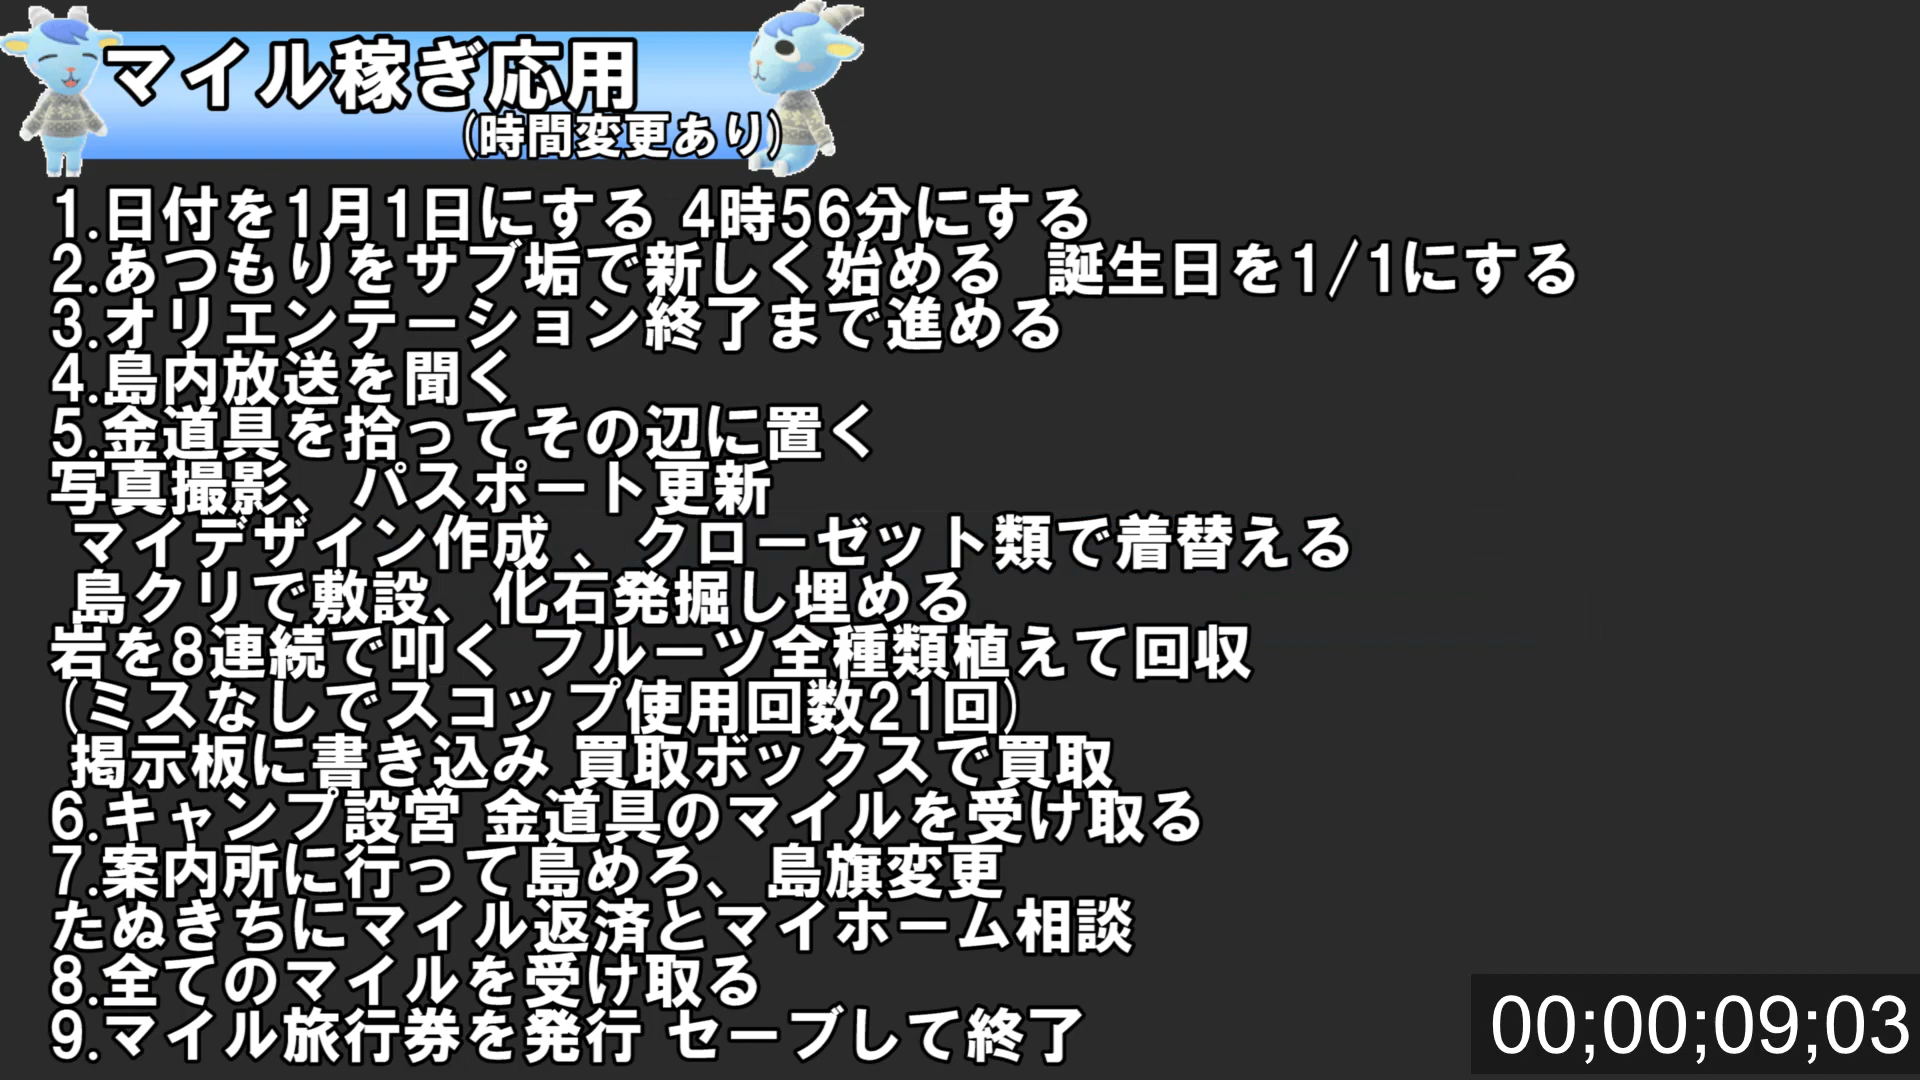 マイル稼ぎ応用
(時間変更あり)
1.日付を1月1日にする 4時56分にする
2.あつもりをサブ垢で新しく始める 誕生日を1/1にする
3.オリエンテーション終了まで進める
4.島内放送を聞く
5.金道具を拾ってその辺に置く
写真撮影、パスポート更新
マイデザイン作成、クローゼット類で着替える
島クリで敷設、化石発掘し埋める
岩を8連続で叩く フルーツ全種類植えて回収
(ミスなしでスコップ使用回数21回)
掲示板に書き込み 買取ボックスで買取
6.キャンプ設営 金道具のマイルを受け取る
7.案内所に行って島めろ、島旗変更
たぬきちにマイル返済とマイホーム相談
8.全てのマイルを受け取る
9.マイル旅行券を発行 セーブして終了
00;00;09;03